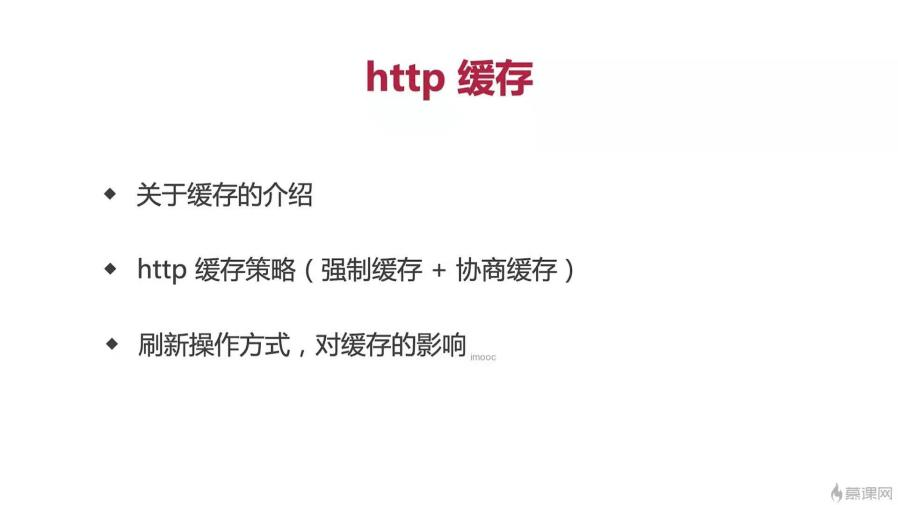 http 缓存
关于缓存的介绍
http 缓存策略（强制缓存 + 协商缓存）
刷新操作方式，对缓存的影响
imooc
慕课网